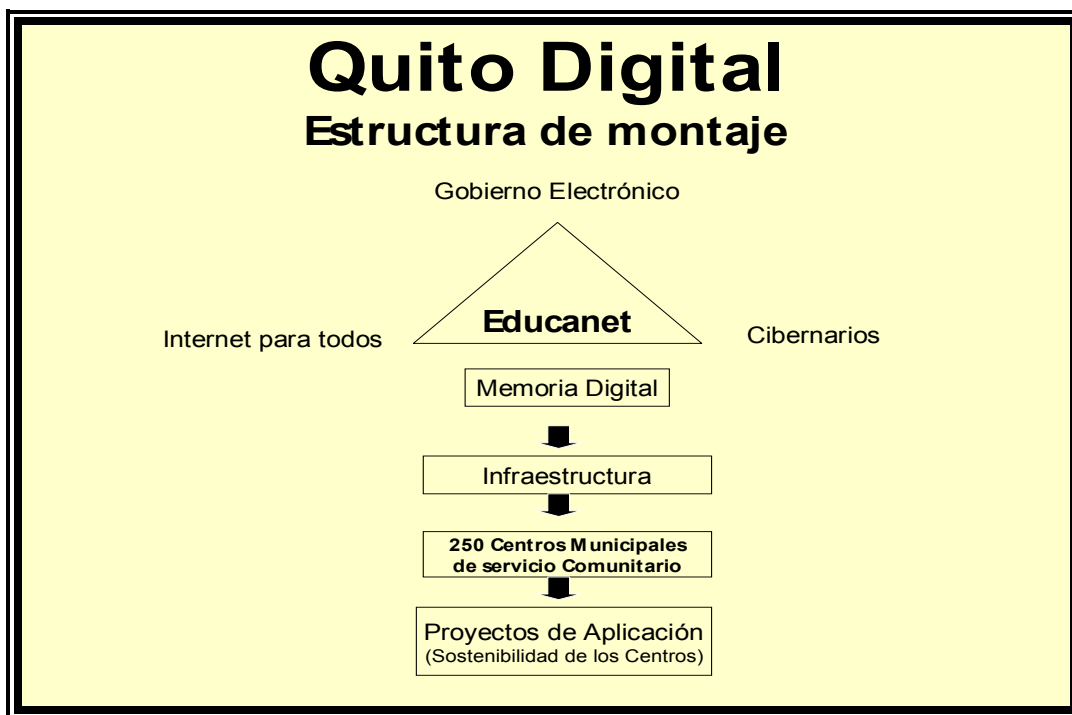 Quito Digital
Estructura de montaje
Gobierno Electrónico
Educanet
Internet para todos
Cibernarios
Memoria Digital
Infraestructura
250 Centros Municipales
de servicio Comunitario
Proyectos de Aplicación
(Sostenibilidad de los Centros)